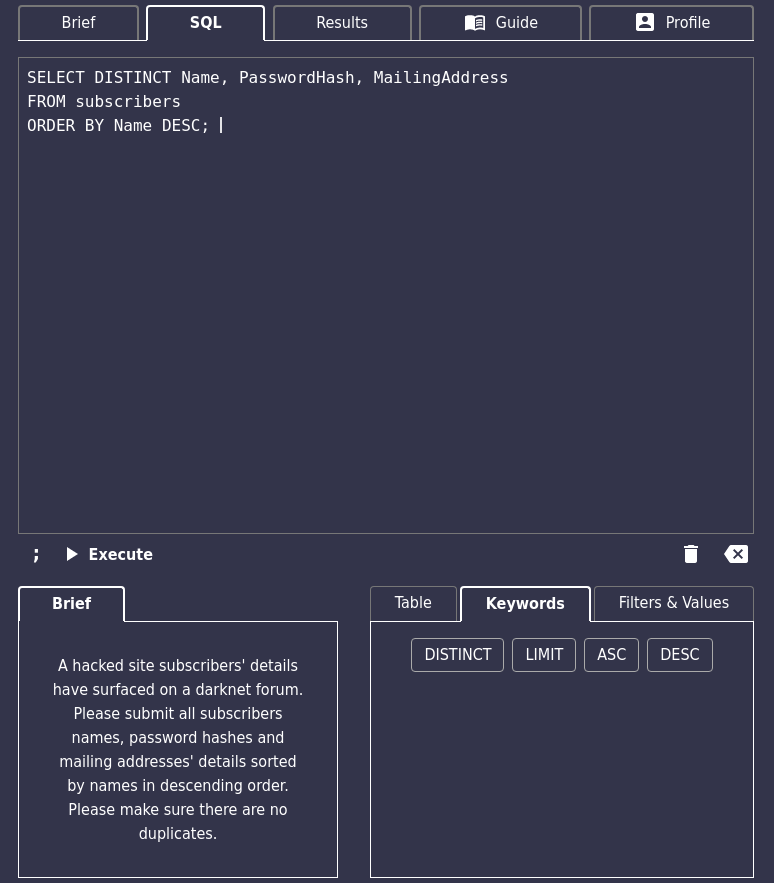 Brief SQL Results Guide Profile
SELECT DISTINCT Name, PasswordHash, MailingAddress
FROM subscribers
ORDER BY Name DESC;
; Execute
Brief
A hacked site subscribers' details
have surfaced on a darknet forum.
Please submit all subscribers
names, password hashes and
mailing addresses' details sorted
by names in descending order.
Please make sure there are no
duplicates.
Table Keywords Filters & Values
DISTINCT LIMIT ASC DESC